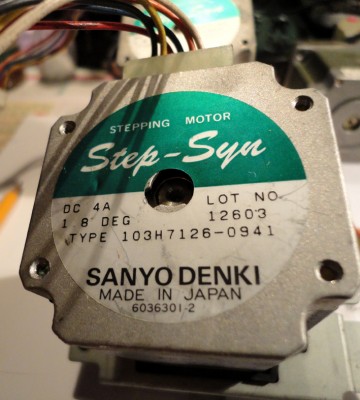 STEPPING MOTOR
Step-Syn
DC 4A LOT NO.
1.8 DEG 12603
TYPE 103H7126-0941
SANYO DENKI
MADE IN JAPAN
6036301-2